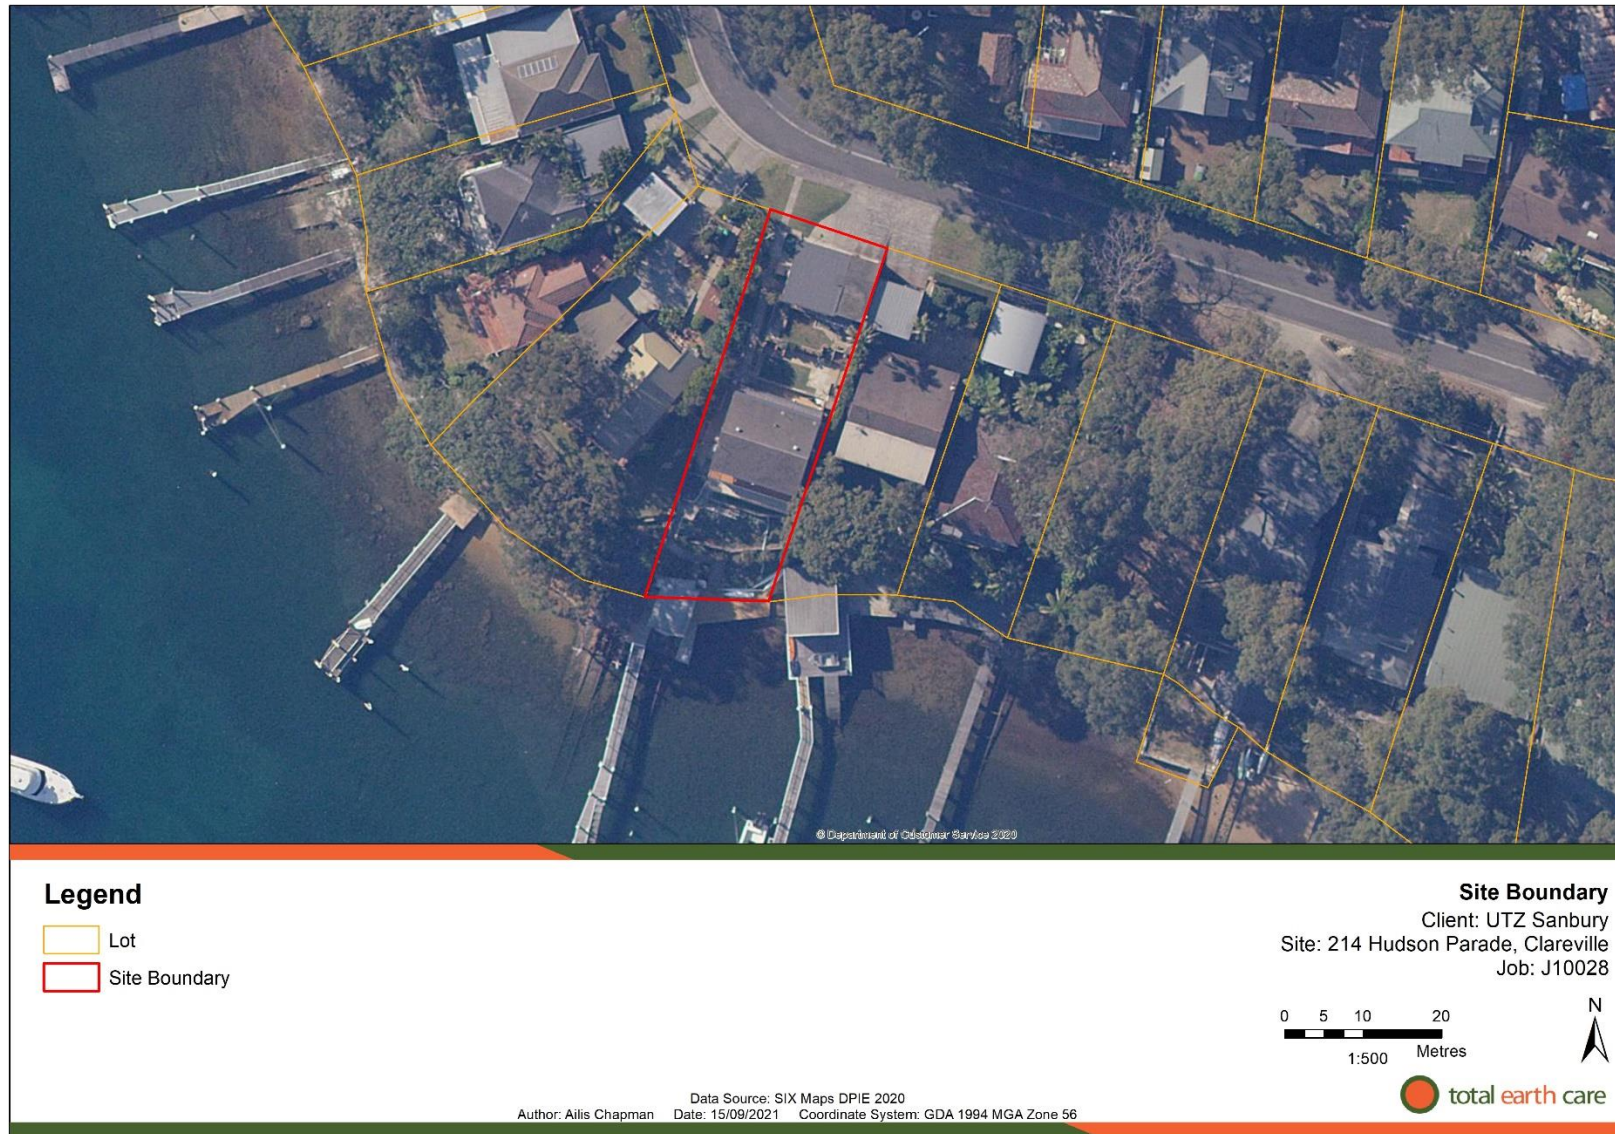 © Department of Customer Service 2020
Legend
Lot
Site Boundary
Site Boundary
Client: UTZ Sanbury
Site: 214 Hudson Parade, Clareville
Job: J10028
N
0 5 10 20
Metres
1:500
total earth care
Data Source: SIX Maps DPIE 2020
Author: Ailis Chapman Date: 15/09/2021 Coordinate System: GDA 1994 MGA Zone 56